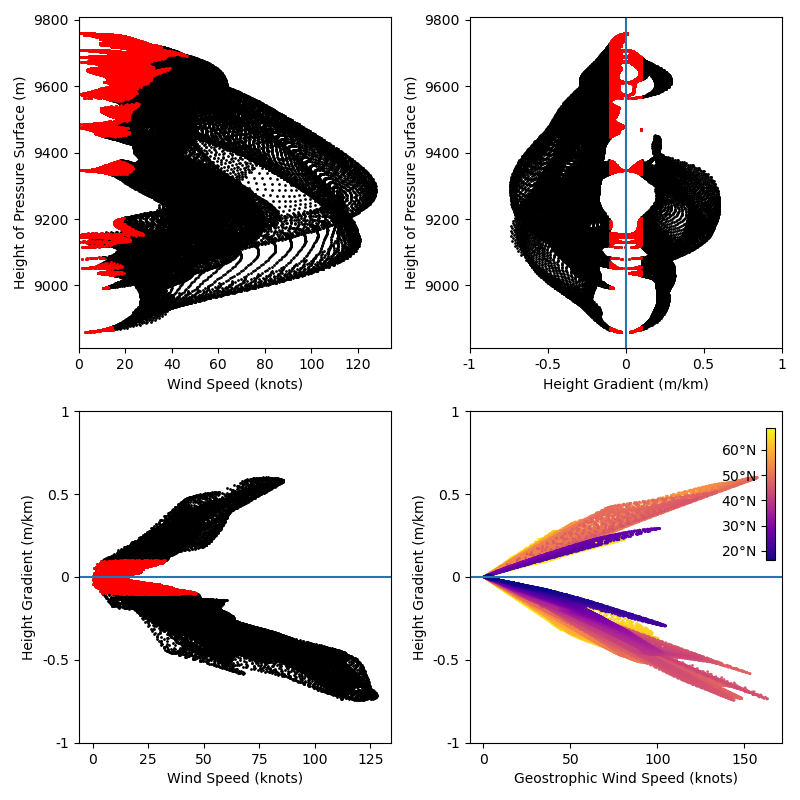 9800
9600
9400
9200
9000
Height of Pressure Surface (m)
0 20 40 60 80 100 120
Wind Speed (knots)
9800
9600
9400
9200
9000
Height of Pressure Surface (m)
-1 -0.5 0 0.5 1
Height Gradient (m/km)
1
0.5
0
-0.5
-1
Height Gradient (m/km)
0 25 50 75 100 125
Wind Speed (knots)
1
0.5
0
-0.5
-1
Height Gradient (m/km)
60°N
50°N
40°N
30°N
20°N
0 50 100 150
Geostrophic Wind Speed (knots)